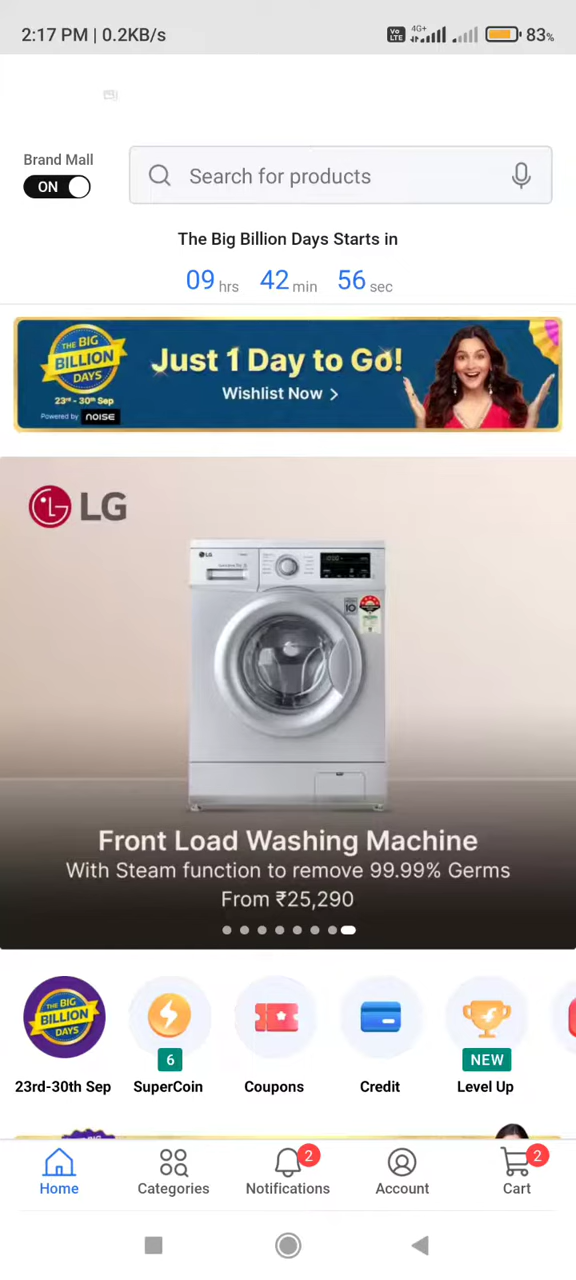 2:17 PM | 0.2KB/s
Vo LTE 4G+ 83%
Brand Mall
ON
Search for products
The Big Billion Days Starts in
09 hrs 42 min 56 sec
THE BIG
BILLION
DAYS
23rd - 30th Sep
Powered by noise
Just 1 Day to Go!
Wishlist Now >
LG
LG
Front Load Washing Machine
With Steam function to remove 99.99% Germs
From ₹25,290
THE BIG
BILLION
DAYS
6
NEW
23rd-30th Sep SuperCoin Coupons Credit Level Up
2
2
Home Categories Notifications Account Cart